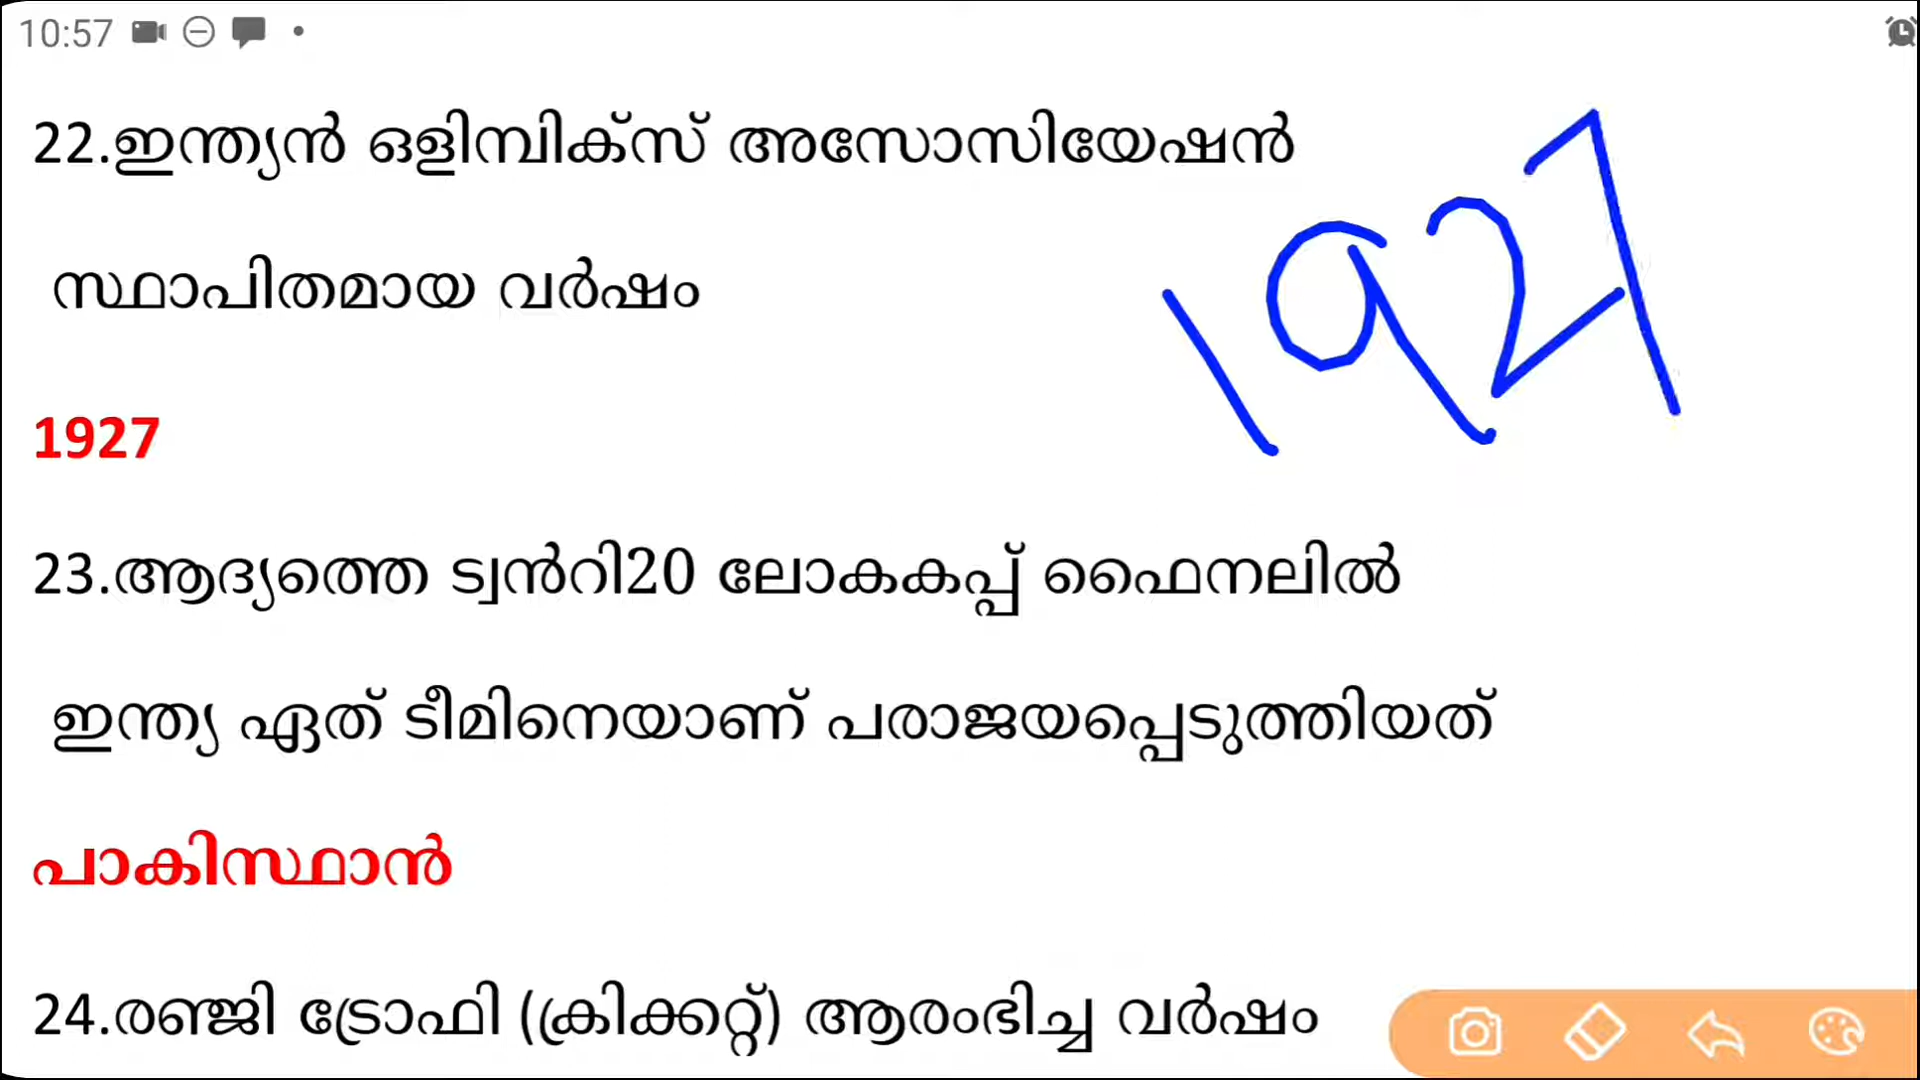 10:57
22.ഇന്ത്യൻ ഒളിമ്പിക്സ് അസോസിയേഷൻ
1927
സ്ഥാപിതമായ വർഷം
1927
23.ആദ്യത്തെ ട്വൻറി20 ലോകകപ്പ് ഫൈനലിൽ
ഇന്ത്യ ഏത് ടീമിനെയാണ് പരാജയപ്പെടുത്തിയത്
പാകിസ്ഥാൻ
24.രഞ്ജി ട്രോഫി (ക്രിക്കറ്റ്) ആരംഭിച്ച വർഷം